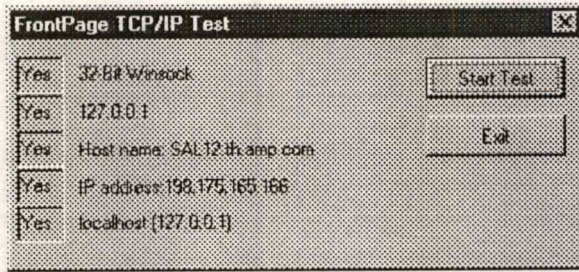 FrontPage TCP/IP Test
Yes 32-Bit Winsock
Start Test
Yes 127.0.0.1
Exit
Yes Host name: SAL12.th.amp.com
Yes IP address:198.175.165.166
Yes localhost (127.0.0.1)